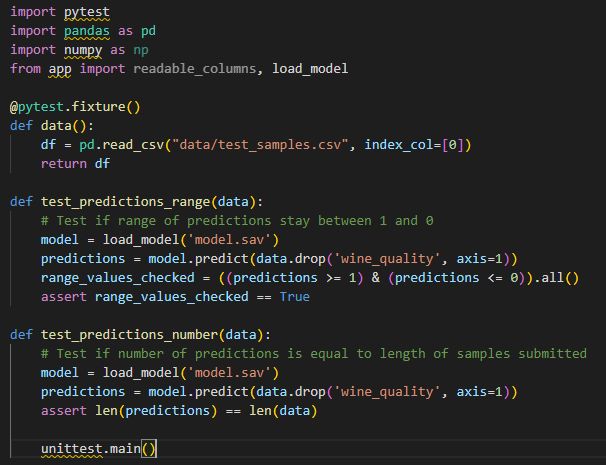 import pytest
import pandas as pd
import numpy as np
from app import readable_columns, load_model
@pytest.fixture()
def data():
    df = pd.read_csv("data/test_samples.csv", index_col=[0])
    return df
def test_predictions_range(data):
    # Test if range of predictions stay between 1 and 0
    model = load_model('model.sav')
    predictions = model.predict(data.drop('wine_quality', axis=1))
    range_values_checked = ((predictions >= 1) & (predictions <= 0)).all()
    assert range_values_checked == True
def test_predictions_number(data):
    # Test if number of predictions is equal to length of samples submitted
    model = load_model('model.sav')
    predictions = model.predict(data.drop('wine_quality', axis=1))
    assert len(predictions) == len(data)
    unittest.main()